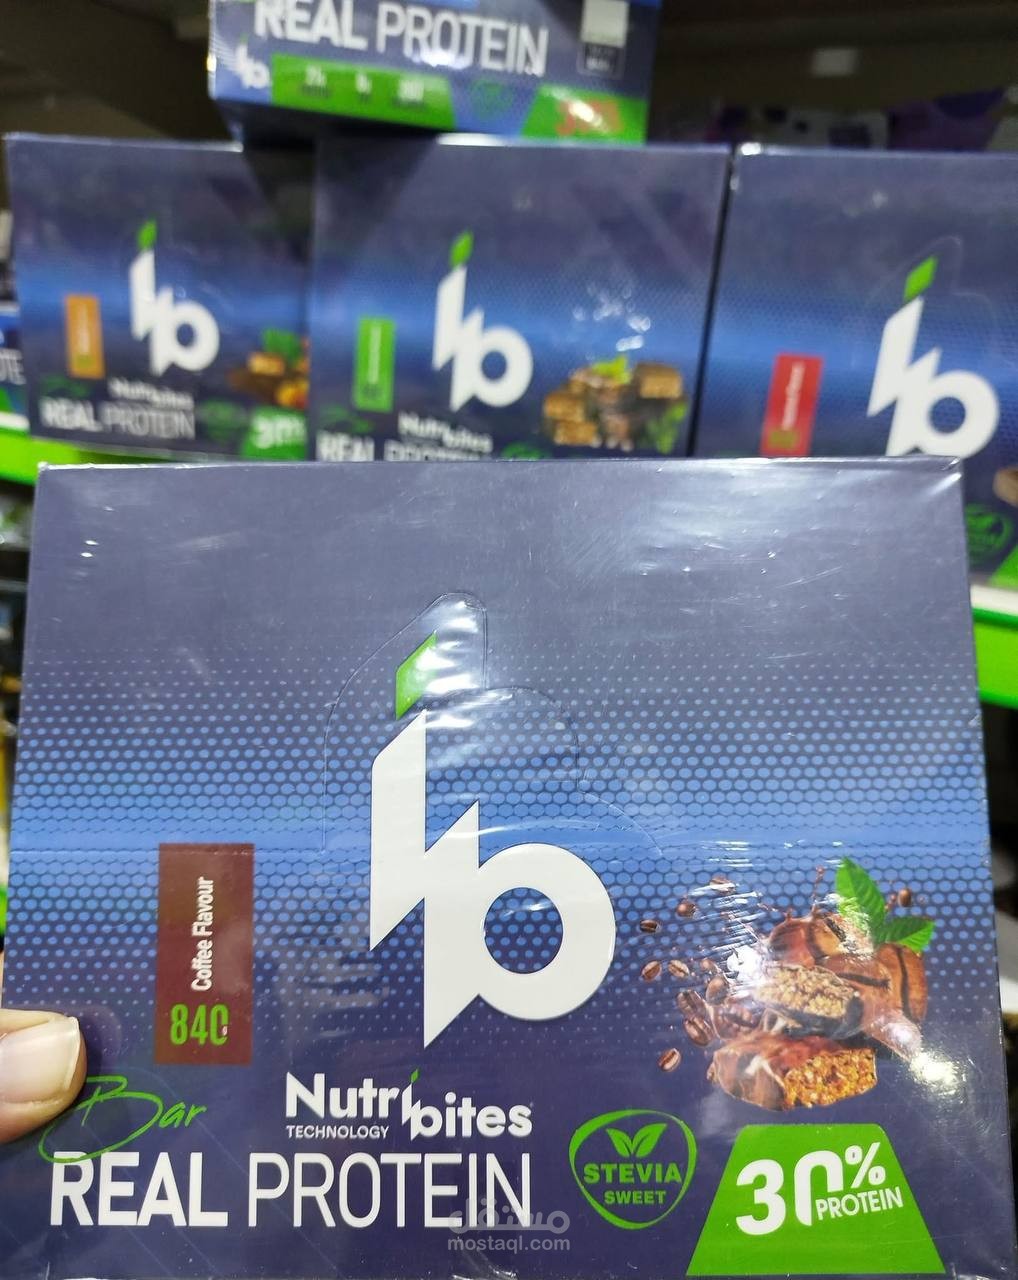 REAL PROTEIN
Nutribites
REAL PROTEIN
Nutribites
Coffee Flavour
840
Bar
Nutribites
TECHNOLOGY
REAL PROTEIN
STEVIA
SWEET
30%
PROTEIN
مستقل
mostaql.com